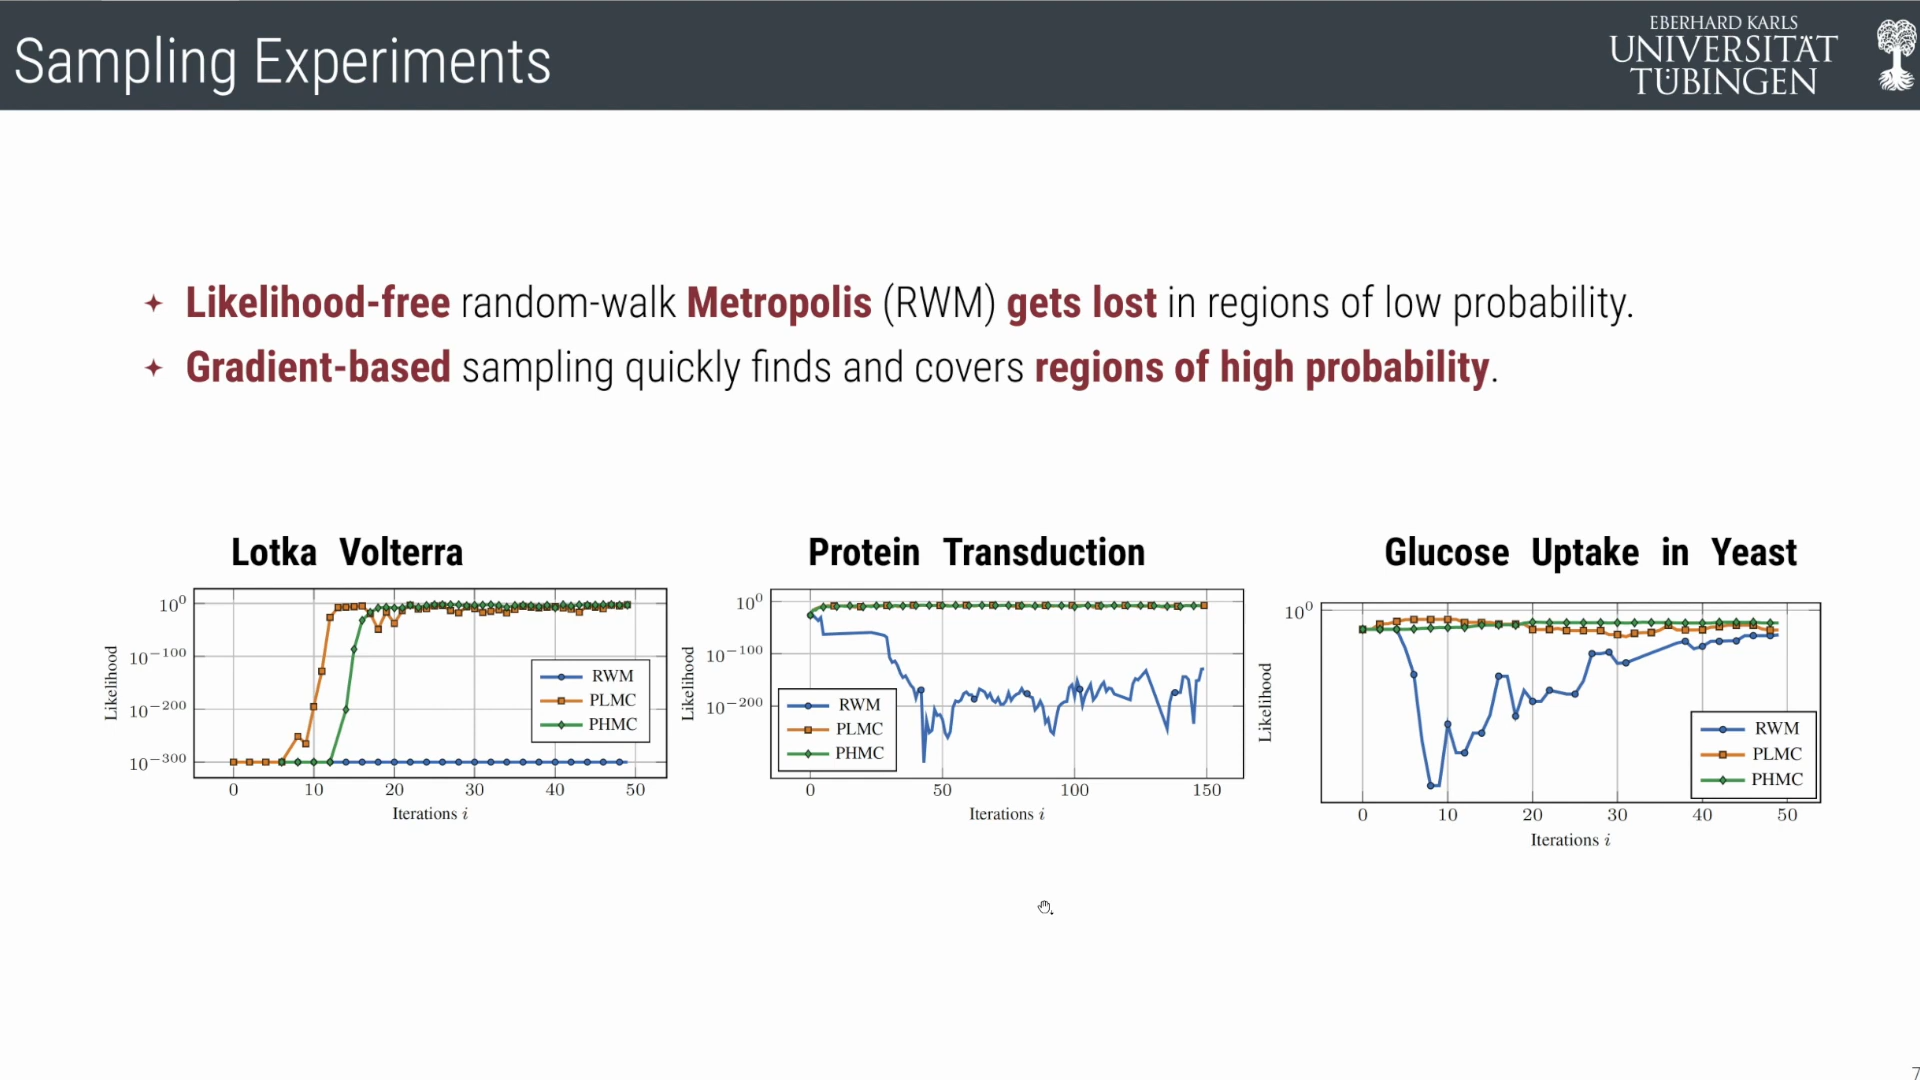 Sampling Experiments
EBERHARD KARLS
UNIVERSITÄT
TÜBINGEN
Likelihood-free random-walk Metropolis (RWM) gets lost in regions of low probability.
Gradient-based sampling quickly finds and covers regions of high probability.
Lotka Volterra
10⁰
10⁻¹⁰⁰
10⁻²⁰⁰
10⁻³⁰⁰
Likelihood
RWM
PLMC
PHMC
0 10 20 30 40 50
Iterations i
Protein Transduction
10⁰
10⁻¹⁰⁰
10⁻²⁰⁰
Likelihood
RWM
PLMC
PHMC
0 50 100 150
Iterations i
Glucose Uptake in Yeast
10⁰
Likelihood
RWM
PLMC
PHMC
0 10 20 30 40 50
Iterations i
7